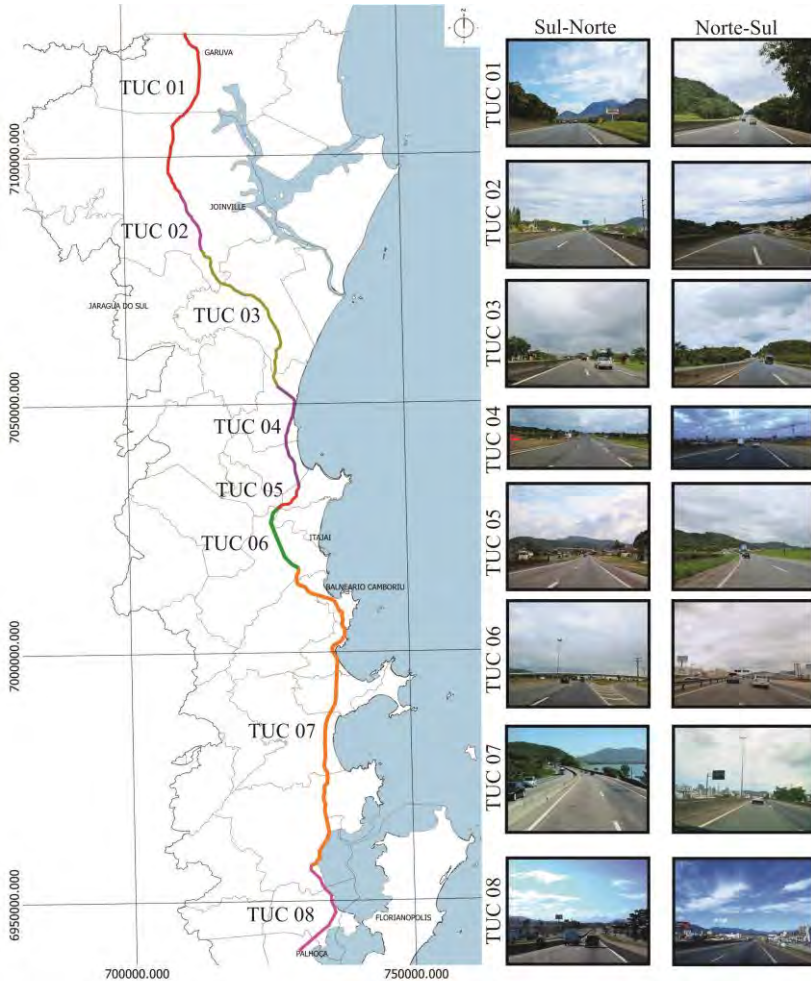 N
Sul-Norte
Norte-Sul
GARUVA
TUC 01
TUC 01
7100000.000
TUC 02
JOINVILLE
TUC 02
JARAGUA DO SUL
TUC 03
TUC 03
7050000.000
TUC 04
TUC 04
TUC 05
TUC 05
ITAJAI
TUC 06
BALNEARIO CAMBORIU
TUC 06
7000000.000
TUC 07
TUC 07
TUC 08
6950000.000
TUC 08
FLORIANOPOLIS
PALHOÇA
700000.000
750000.000